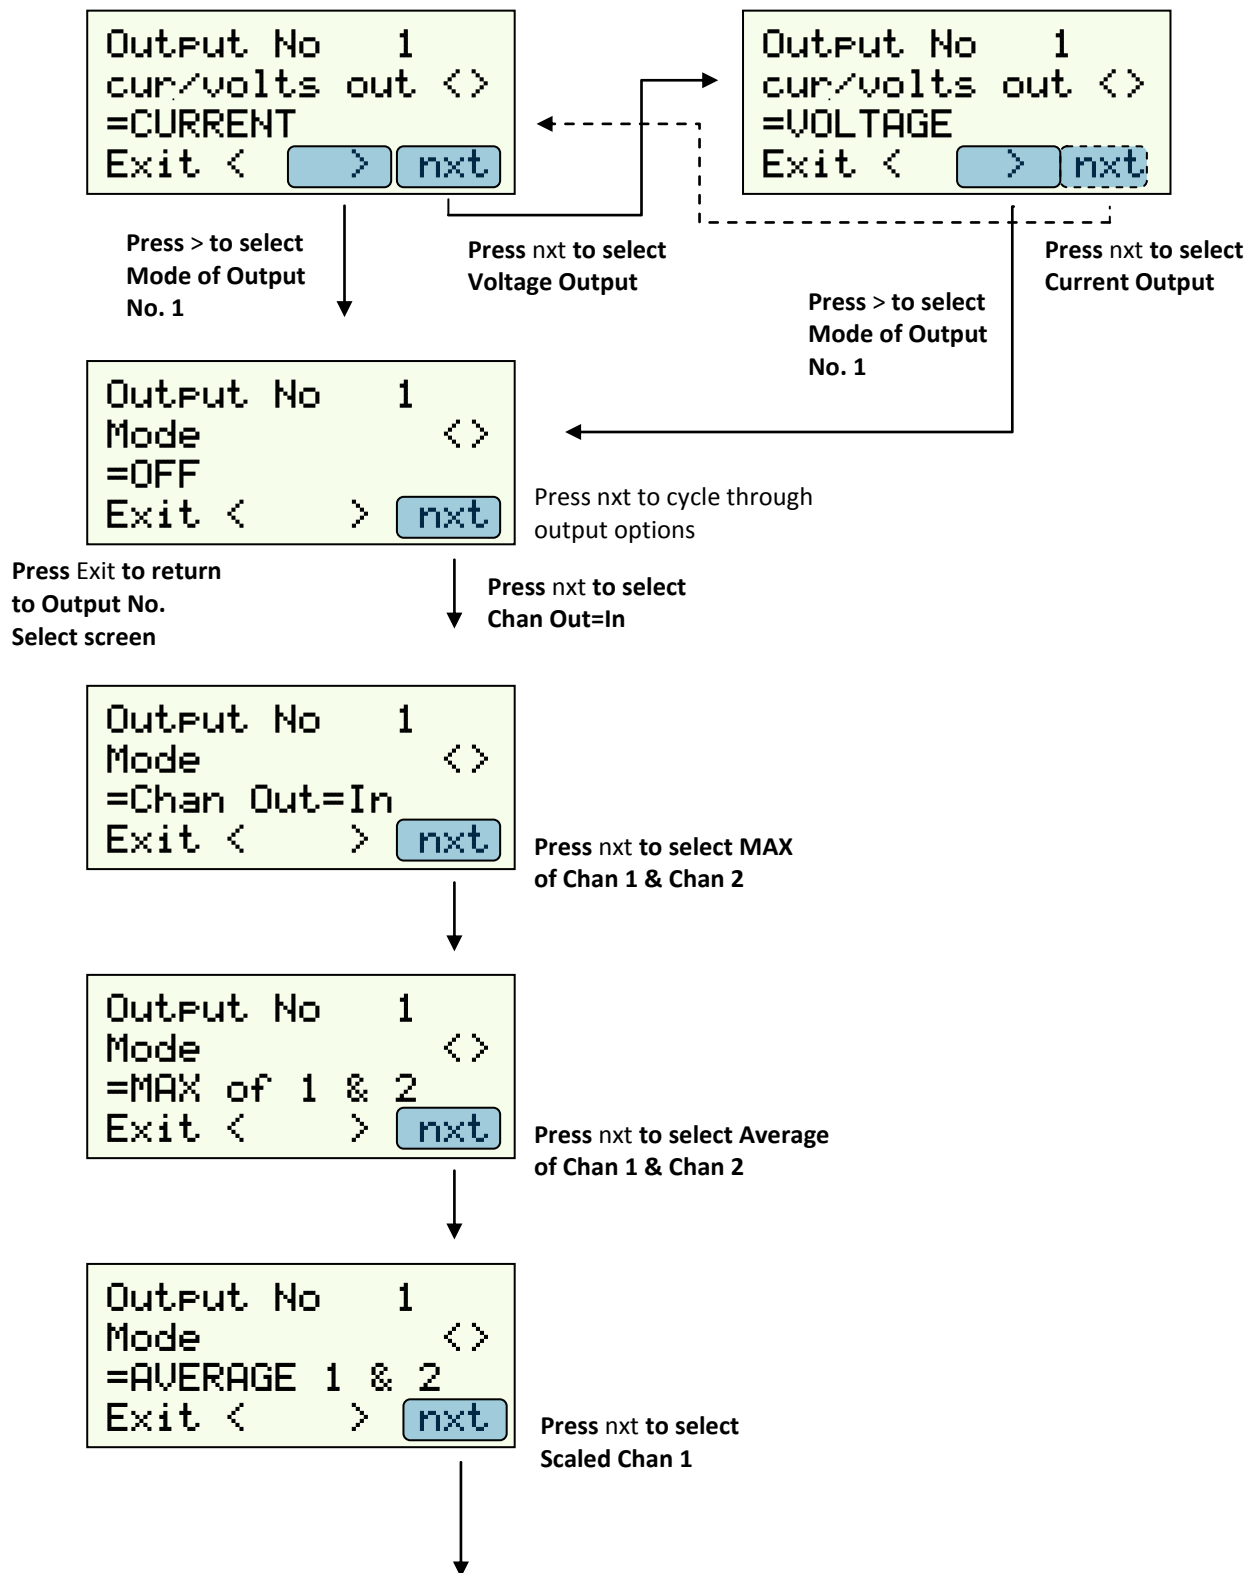 Output No 1
cur/volts out <>
=CURRENT
Exit < > nxt
Output No 1
cur/volts out <>
=VOLTAGE
Exit < > nxt
Press > to select
Mode of Output
No. 1
Press nxt to select
Voltage Output
Press > to select
Mode of Output
No. 1
Press nxt to select
Current Output
Output No 1
Mode <>
=OFF
Exit < > nxt
Press nxt to cycle through
output options
Press Exit to return
to Output No.
Select screen
Press nxt to select
Chan Out=In
Output No 1
Mode <>
=Chan Out=In
Exit < > nxt
Press nxt to select MAX
of Chan 1 & Chan 2
Output No 1
Mode <>
=MAX of 1 & 2
Exit < > nxt
Press nxt to select Average
of Chan 1 & Chan 2
Output No 1
Mode <>
=AVERAGE 1 & 2
Exit < > nxt
Press nxt to select
Scaled Chan 1